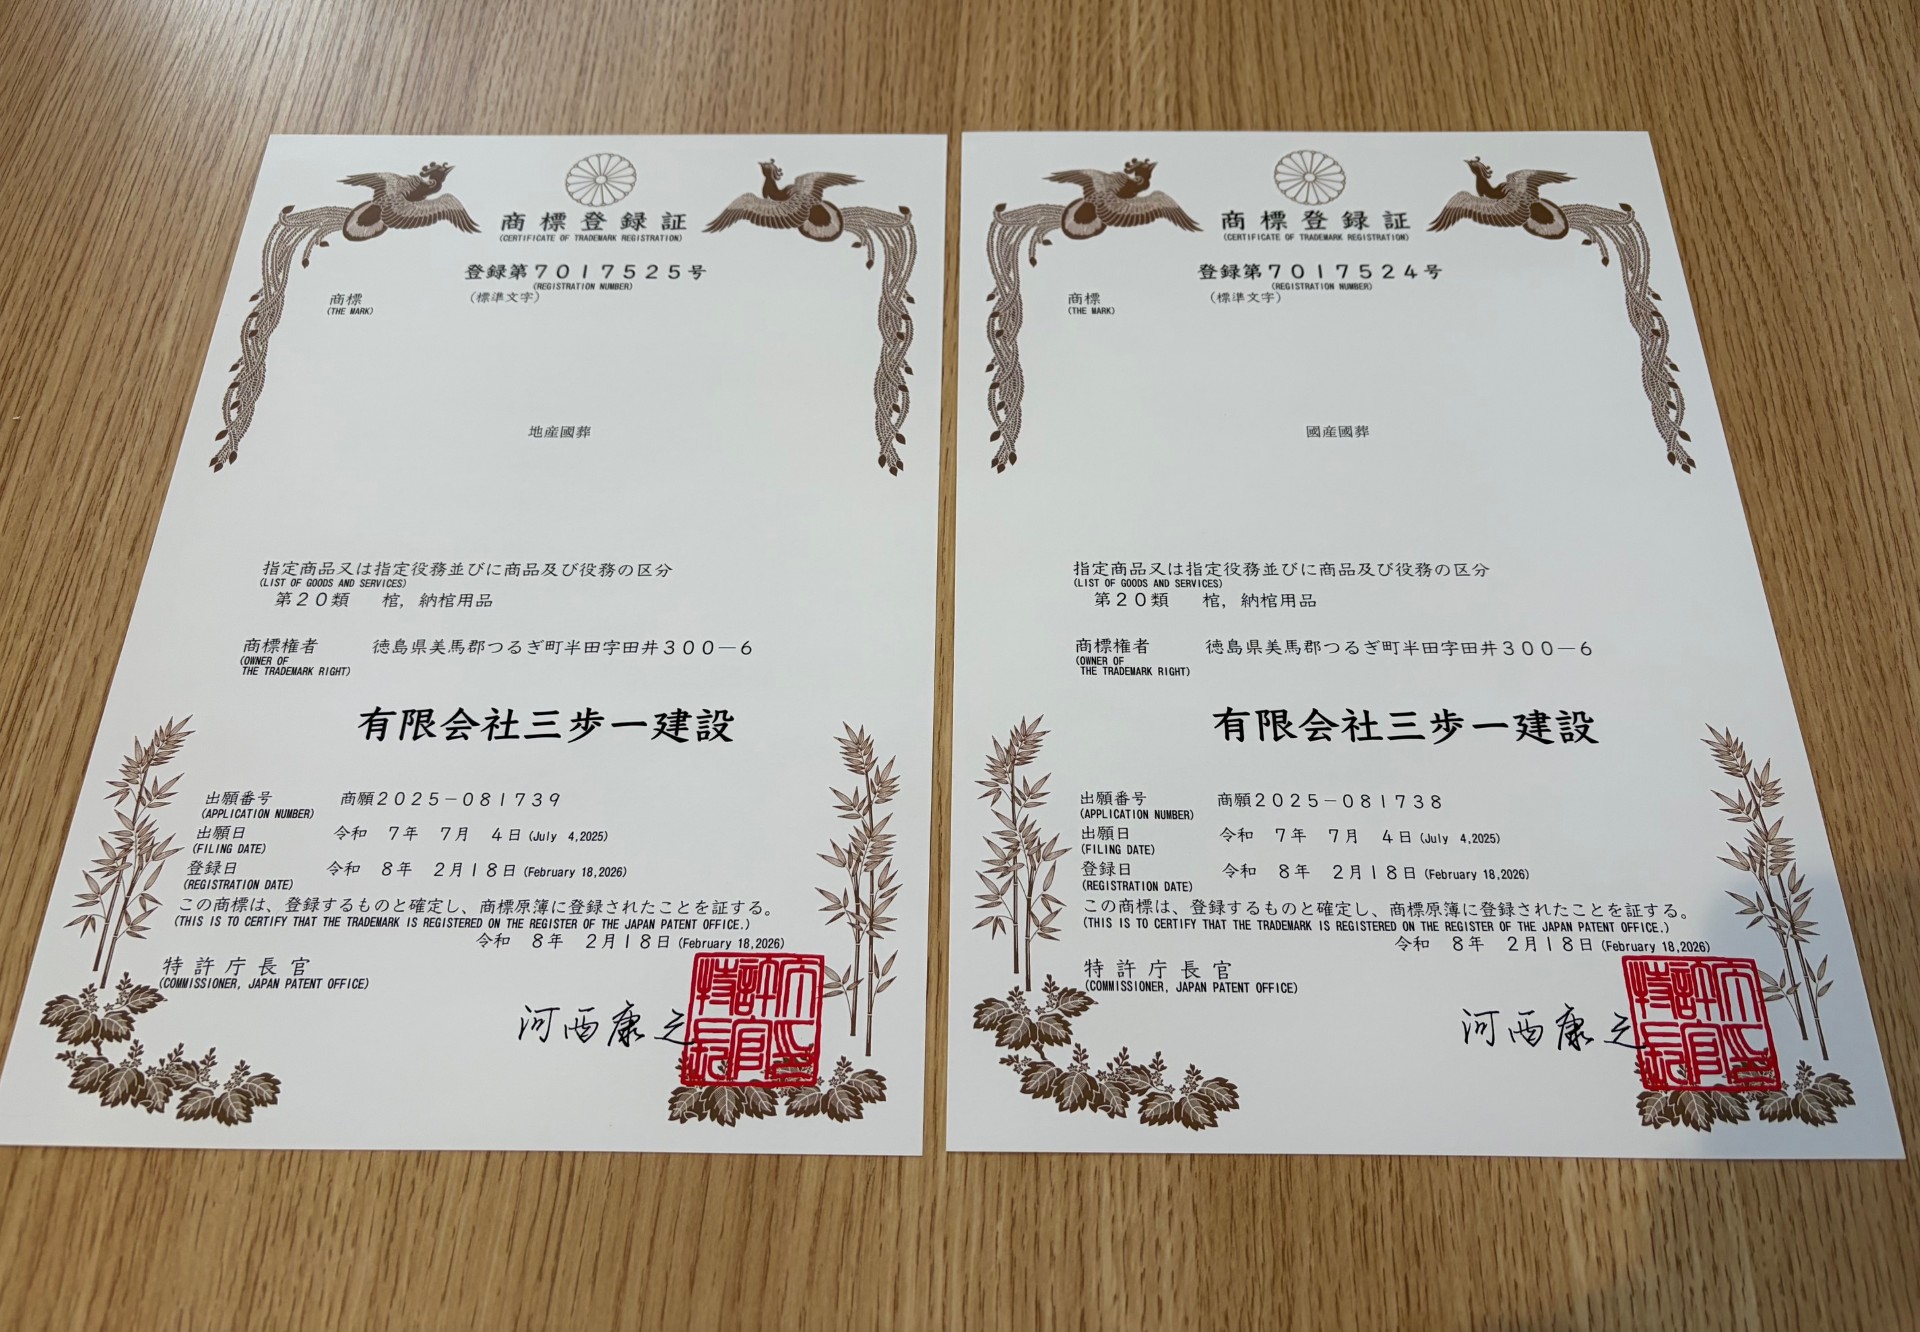 商標登録証
(CERTIFICATE OF TRADEMARK REGISTRATION)
登録第7017525号
(REGISTRATION NUMBER)
商標 (標準文字)
(THE MARK)
地産國葬
指定商品又は指定役務並びに商品及び役務の区分
(LIST OF GOODS AND SERVICES)
第20類 棺,納棺用品
商標権者 徳島県美馬郡つるぎ町半田字田井300-6
(OWNER OF
THE TRADEMARK RIGHT)
有限会社三歩一建設
出願番号 商願2025-081739
(APPLICATION NUMBER)
出願日 令和 7年 7月 4日(July 4,2025)
(FILING DATE)
登録日 令和 8年 2月18日(February 18,2026)
(REGISTRATION DATE)
この商標は、登録するものと確定し、商標原簿に登録されたことを証する。
(THIS IS TO CERTIFY THAT THE TRADEMARK IS REGISTERED ON THE REGISTER OF THE JAPAN PATENT OFFICE.)
令和 8年 2月18日(February 18,2026)
特許庁長官
(COMMISSIONER, JAPAN PATENT OFFICE)
河西康之
特許庁長官之印
商標登録証
(CERTIFICATE OF TRADEMARK REGISTRATION)
登録第7017524号
(REGISTRATION NUMBER)
商標 (標準文字)
(THE MARK)
國産國葬
指定商品又は指定役務並びに商品及び役務の区分
(LIST OF GOODS AND SERVICES)
第20類 棺,納棺用品
商標権者 徳島県美馬郡つるぎ町半田字田井300-6
(OWNER OF
THE TRADEMARK RIGHT)
有限会社三歩一建設
出願番号 商願2025-081738
(APPLICATION NUMBER)
出願日 令和 7年 7月 4日(July 4,2025)
(FILING DATE)
登録日 令和 8年 2月18日(February 18,2026)
(REGISTRATION DATE)
この商標は、登録するものと確定し、商標原簿に登録されたことを証する。
(THIS IS TO CERTIFY THAT THE TRADEMARK IS REGISTERED ON THE REGISTER OF THE JAPAN PATENT OFFICE.)
令和 8年 2月18日(February 18,2026)
特許庁長官
(COMMISSIONER, JAPAN PATENT OFFICE)
河西康之
特許庁長官之印